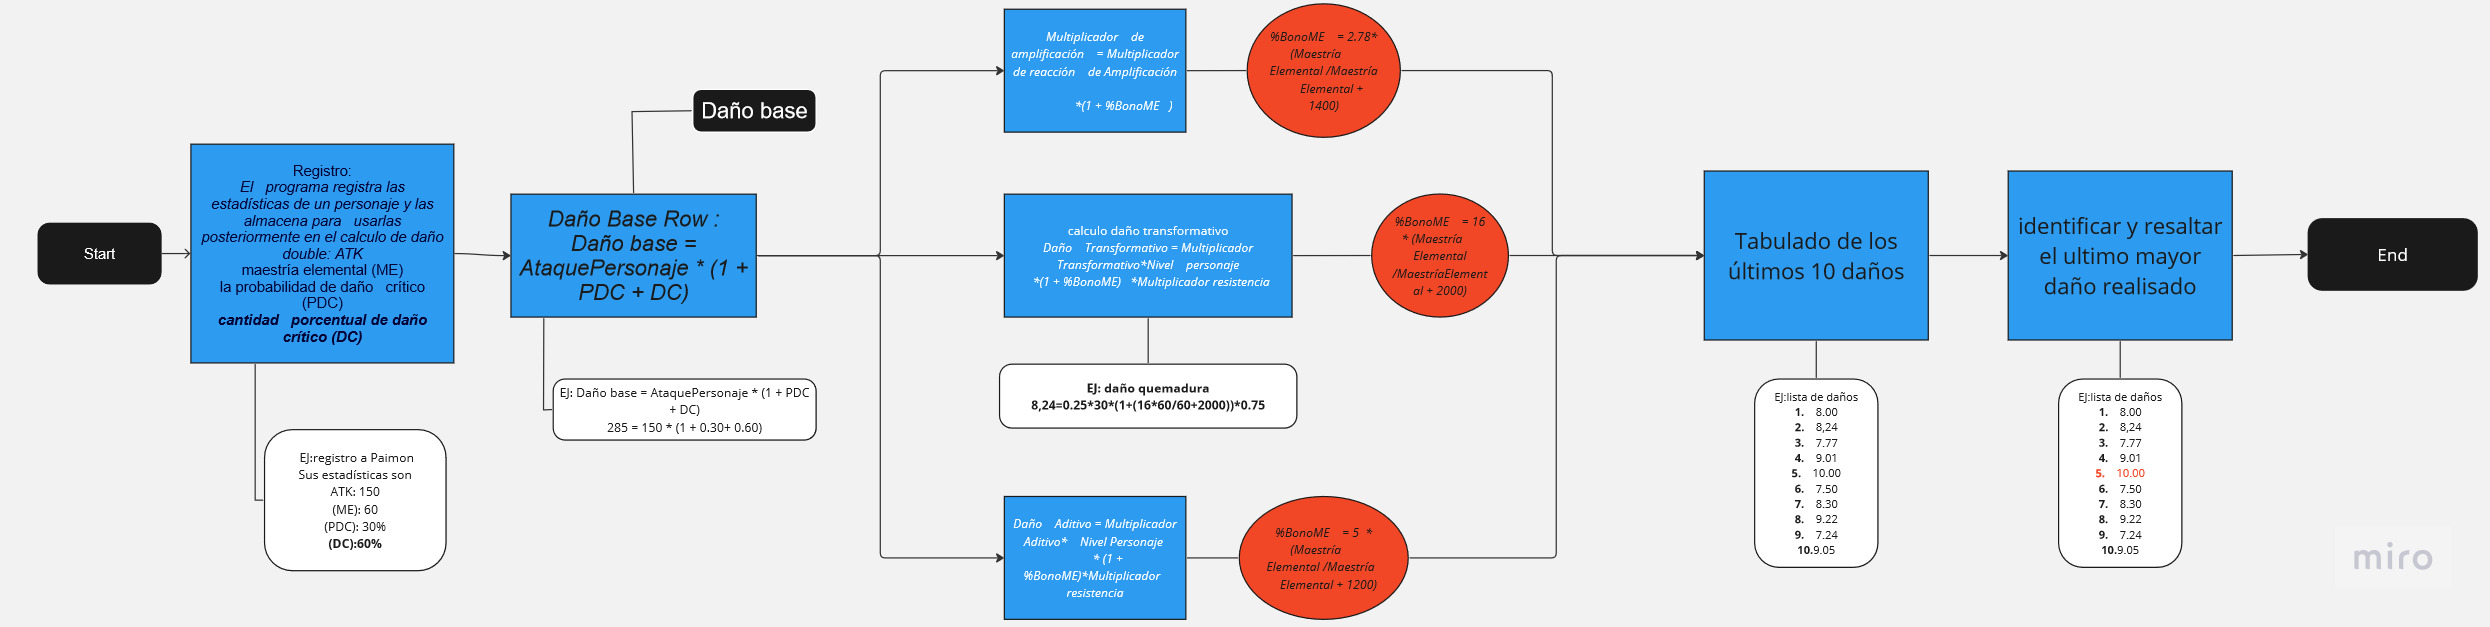 Start
Registro:
El programa registra las
estadísticas de un personaje y las
almacena para usarlas
posteriormente en el calculo de daño
double: ATK
maestría elemental (ME)
la probabilidad de daño crítico
(PDC)
cantidad porcentual de daño
crítico (DC)
EJ:registro a Paimon
Sus estadísticas son
ATK: 150
(ME): 60
(PDC): 30%
(DC):60%
Daño base
Daño Base Row :
Daño base =
AtaquePersonaje * (1 +
PDC + DC)
EJ: Daño base = AtaquePersonaje * (1 + PDC
+ DC)
285 = 150 * (1 + 0.30+ 0.60)
Multiplicador de
amplificación = Multiplicador
de reacción de Amplificación
*(1 + %BonoME )
%BonoME = 2.78*
(Maestría
Elemental /Maestría
Elemental +
1400)
calculo daño transformativo
Daño Transformativo = Multiplicador
Transformativo*Nivel personaje
*(1 + %BonoME) *Multiplicador resistencia
%BonoME = 16
* (Maestría
Elemental
/MaestríaElement
al + 2000)
EJ: daño quemadura
8,24=0.25*30*(1+(16*60/60+2000))*0.75
Daño Aditivo = Multiplicador
Aditivo* Nivel Personaje
* (1 +
%BonoME)*Multiplicador
resistencia
%BonoME = 5 *
(Maestría
Elemental /Maestría
Elemental + 1200)
Tabulado de los
últimos 10 daños
EJ:lista de daños
1. 8.00
2. 8,24
3. 7.77
4. 9.01
5. 10.00
6. 7.50
7. 8.30
8. 9.22
9. 7.24
10.9.05
identificar y resaltar
el ultimo mayor
daño realisado
EJ:lista de daños
1. 8.00
2. 8,24
3. 7.77
4. 9.01
5. 10.00
6. 7.50
7. 8.30
8. 9.22
9. 7.24
10.9.05
End
miro